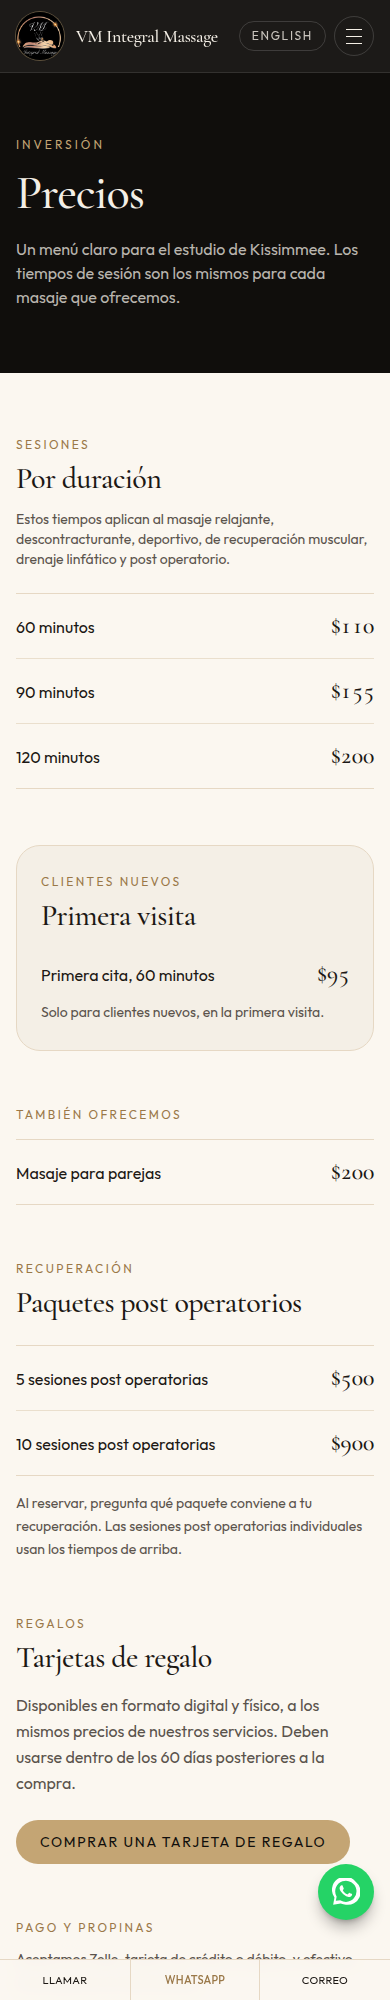 VM Integral Massage
ENGLISH
INVERSIÓN
Precios
Un menú claro para el estudio de Kissimmee. Los
tiempos de sesión son los mismos para cada
masaje que ofrecemos.
SESIONES
Por duración
Estos tiempos aplican al masaje relajante,
descontracturante, deportivo, de recuperación muscular,
drenaje linfático y post operatorio.
60 minutos $110
90 minutos $155
120 minutos $200
CLIENTES NUEVOS
Primera visita
Primera cita, 60 minutos $95
Solo para clientes nuevos, en la primera visita.
TAMBIÉN OFRECEMOS
Masaje para parejas $200
RECUPERACIÓN
Paquetes post operatorios
5 sesiones post operatorias $500
10 sesiones post operatorias $900
Al reservar, pregunta qué paquete conviene a tu
recuperación. Las sesiones post operatorias individuales
usan los tiempos de arriba.
REGALOS
Tarjetas de regalo
Disponibles en formato digital y físico, a los
mismos precios de nuestros servicios. Deben
usarse dentro de los 60 días posteriores a la
compra.
COMPRAR UNA TARJETA DE REGALO
PAGO Y PROPINAS
Aceptamos Zelle, tarjeta de crédito o débito, y efectivo.
LLAMAR WHATSAPP CORREO